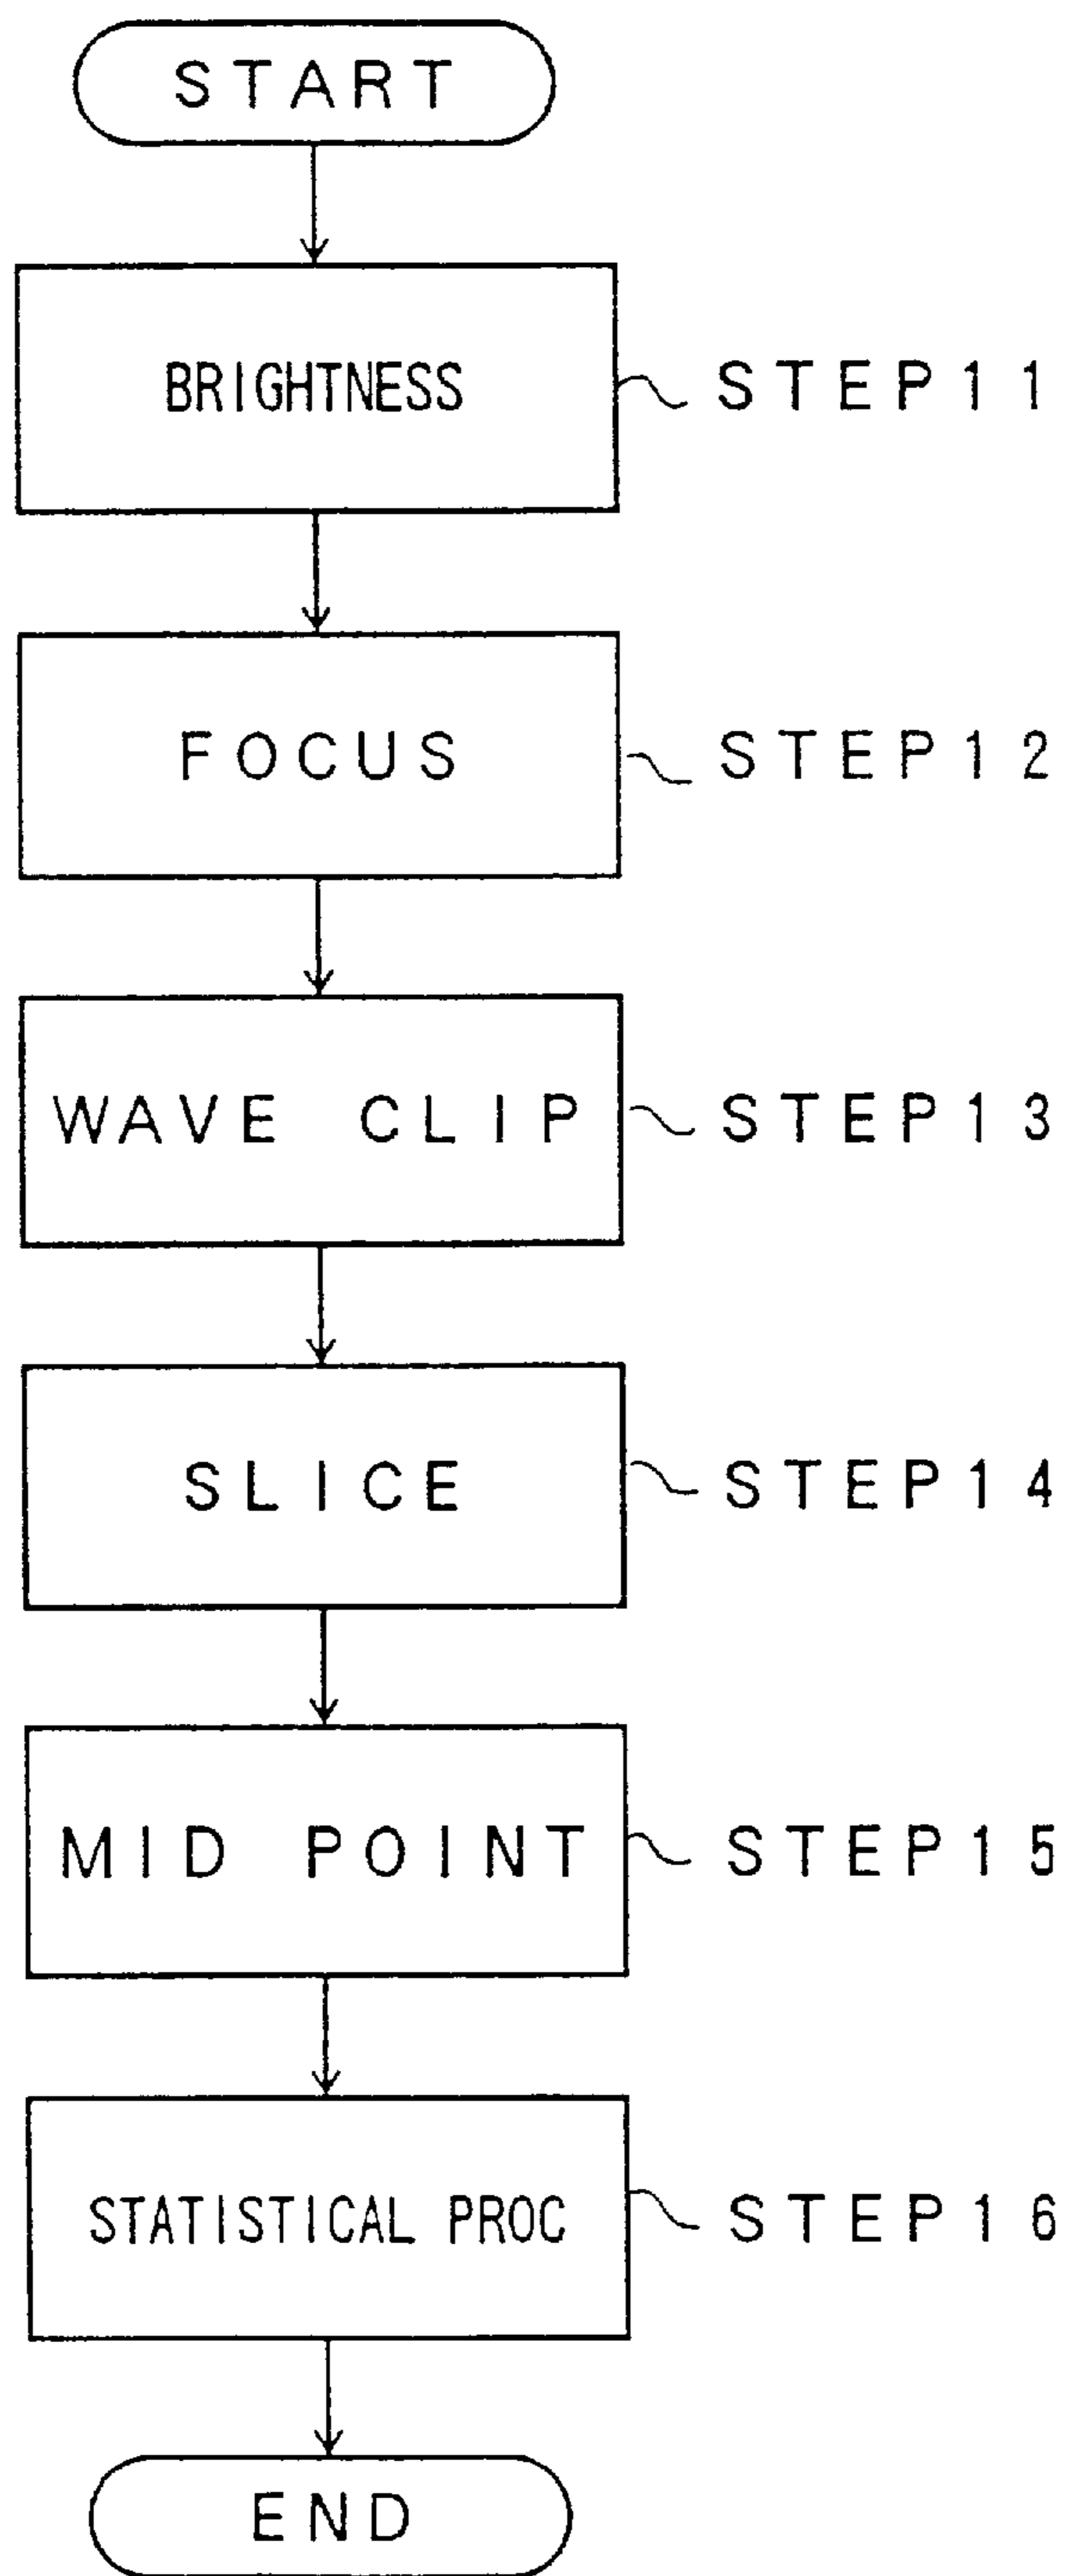 START
BRIGHTNESS STEP11
FOCUS STEP12
WAVE CLIP STEP13
SLICE STEP14
MID POINT STEP15
STATISTICAL PROC STEP16
END